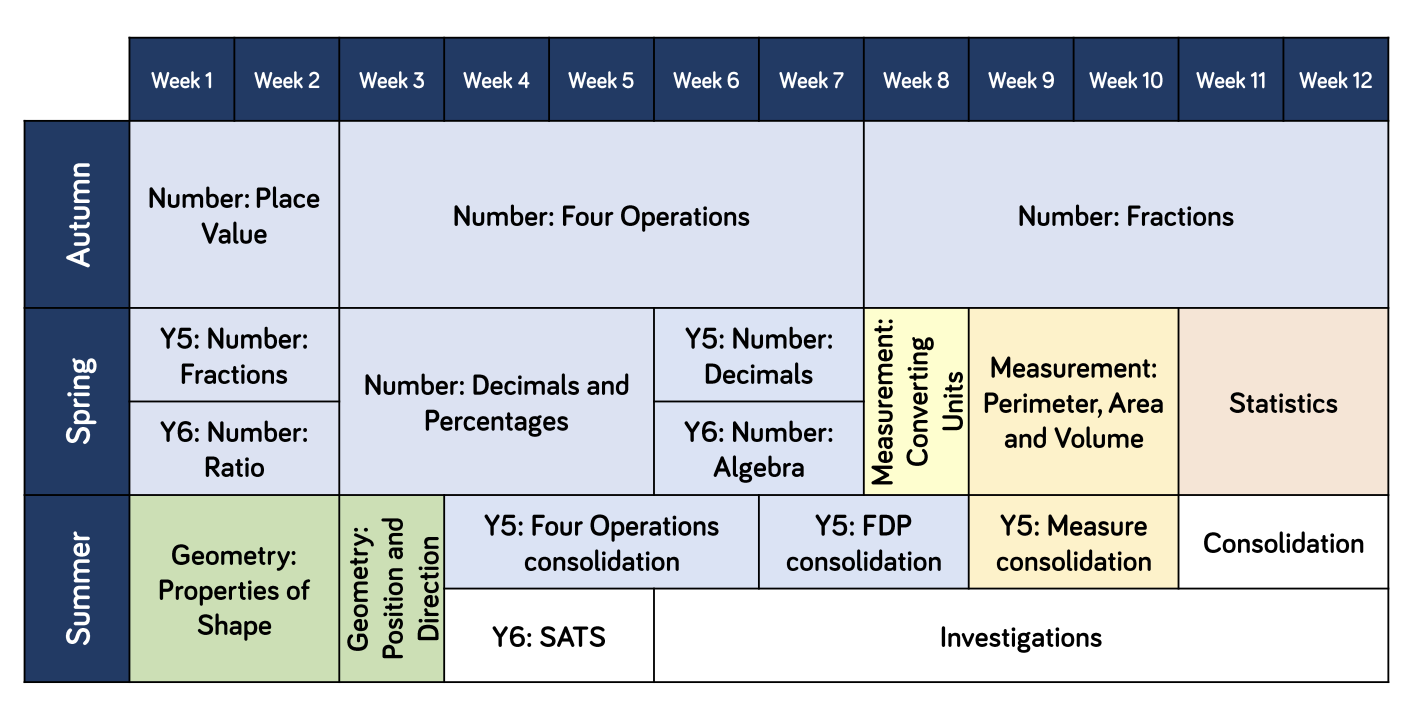 Week 1
Week 2
Week 3
Week 4
Week 5
Week 6
Week 7
Week 8
Week 9
Week 10
Week 11
Week 12
Autumn
Number: Place
Value
Number: Four Operations
Number: Fractions
Spring
Y5: Number:
Fractions
Y6: Number:
Ratio
Number: Decimals and
Percentages
Y5: Number:
Decimals
Y6: Number:
Algebra
Measurement:
Converting
Units
Measurement:
Perimeter, Area
and Volume
Statistics
Summer
Geometry:
Properties of
Shape
Geometry:
Position and
Direction
Y5: Four Operations
consolidation
Y5: FDP
consolidation
Y5: Measure
consolidation
Consolidation
Y6: SATS
Investigations